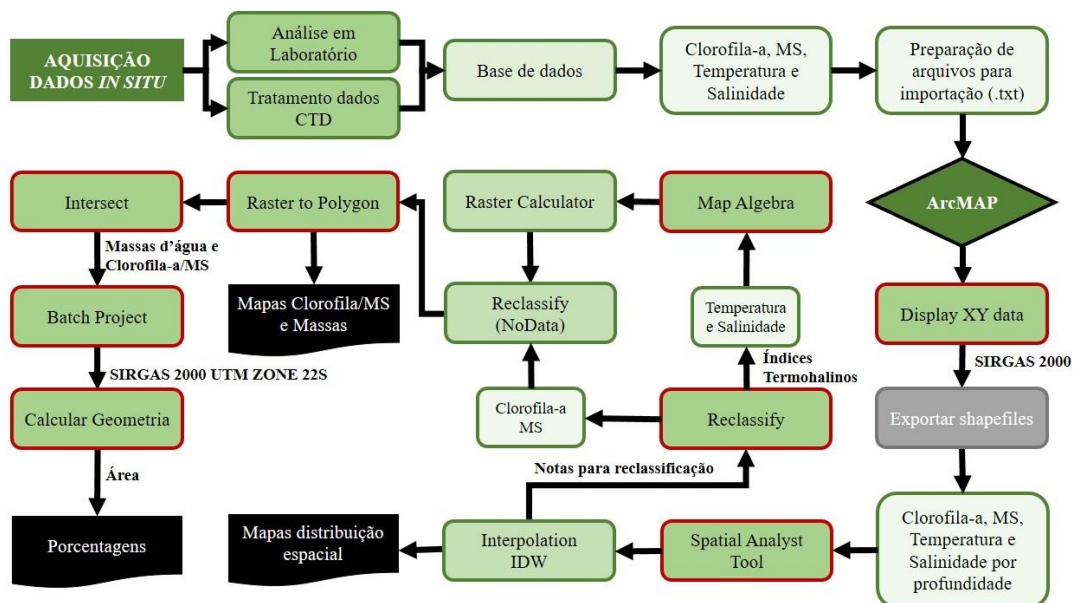 AQUISIÇÃO
DADOS IN SITU
Análise em
Laboratório
Tratamento dados
CTD
Base de dados
Clorofila-a, MS,
Temperatura e
Salinidade
Preparação de
arquivos para
importação (.txt)
ArcMAP
Display XY data
SIRGAS 2000
Exportar shapefiles
Clorofila-a, MS,
Temperatura e
Salinidade por
profundidade
Spatial Analyst
Tool
Interpolation
IDW
Mapas distribuição
espacial
Notas para reclassificação
Reclassify
Índices
Termohalinos
Temperatura
e Salinidade
Map Algebra
Raster Calculator
Clorofila-a
MS
Reclassify
(NoData)
Raster to Polygon
Mapas Clorofila/MS
e Massas
Intersect
Massas d’água e
Clorofila-a/MS
Batch Project
SIRGAS 2000 UTM ZONE 22S
Calcular Geometria
Área
Porcentagens